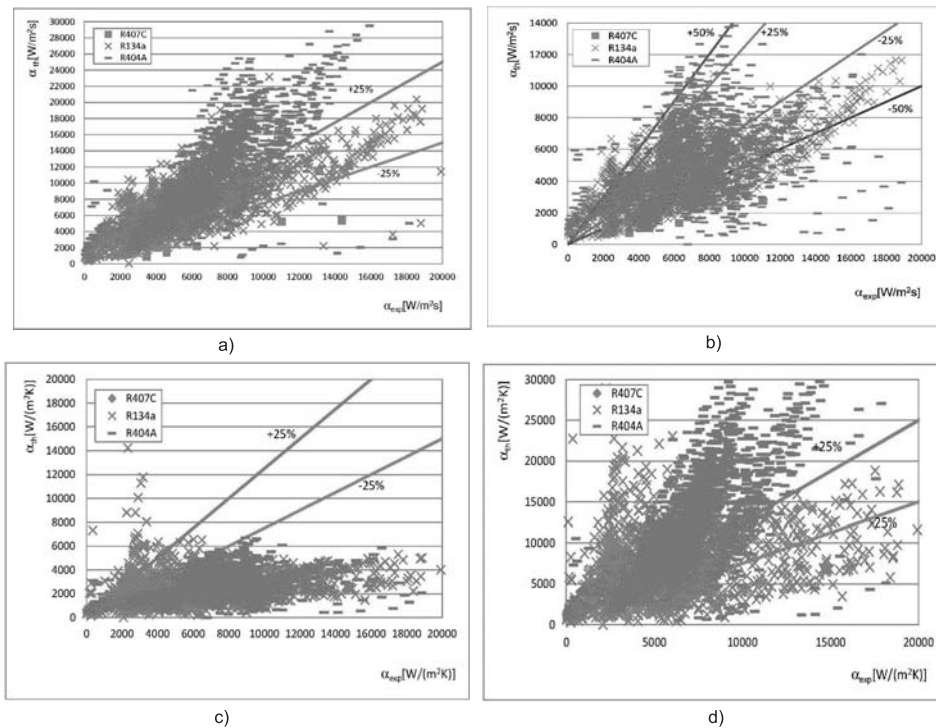 α th[W/m²s]
30000
28000
26000
24000
22000
20000
18000
16000
14000
12000
10000
8000
6000
4000
2000
0
R407C
R134a
R404A
+25%
-25%
0 2000 4000 6000 8000 10000 12000 14000 16000 18000 20000
αexp[W/m²s]
a)
αth[W/m²s]
14000
12000
10000
8000
6000
4000
2000
0
R407C
R134a
R404A
+50%
+25%
-25%
-50%
0 2000 4000 6000 8000 10000 12000 14000 16000 18000 20000
αexp[W/m²s]
b)
αth[W/(m²K)]
20000
18000
16000
14000
12000
10000
8000
6000
4000
2000
0
R407C
R134a
R404A
+25%
-25%
0 2000 4000 6000 8000 10000 12000 14000 16000 18000 20000
αexp[W/(m²K)]
c)
αth[W/(m²K)]
30000
25000
20000
15000
10000
5000
0
R407C
R134a
R404A
+25%
-25%
0 5000 10000 15000 20000
αexp[W/(m²K)]
d)